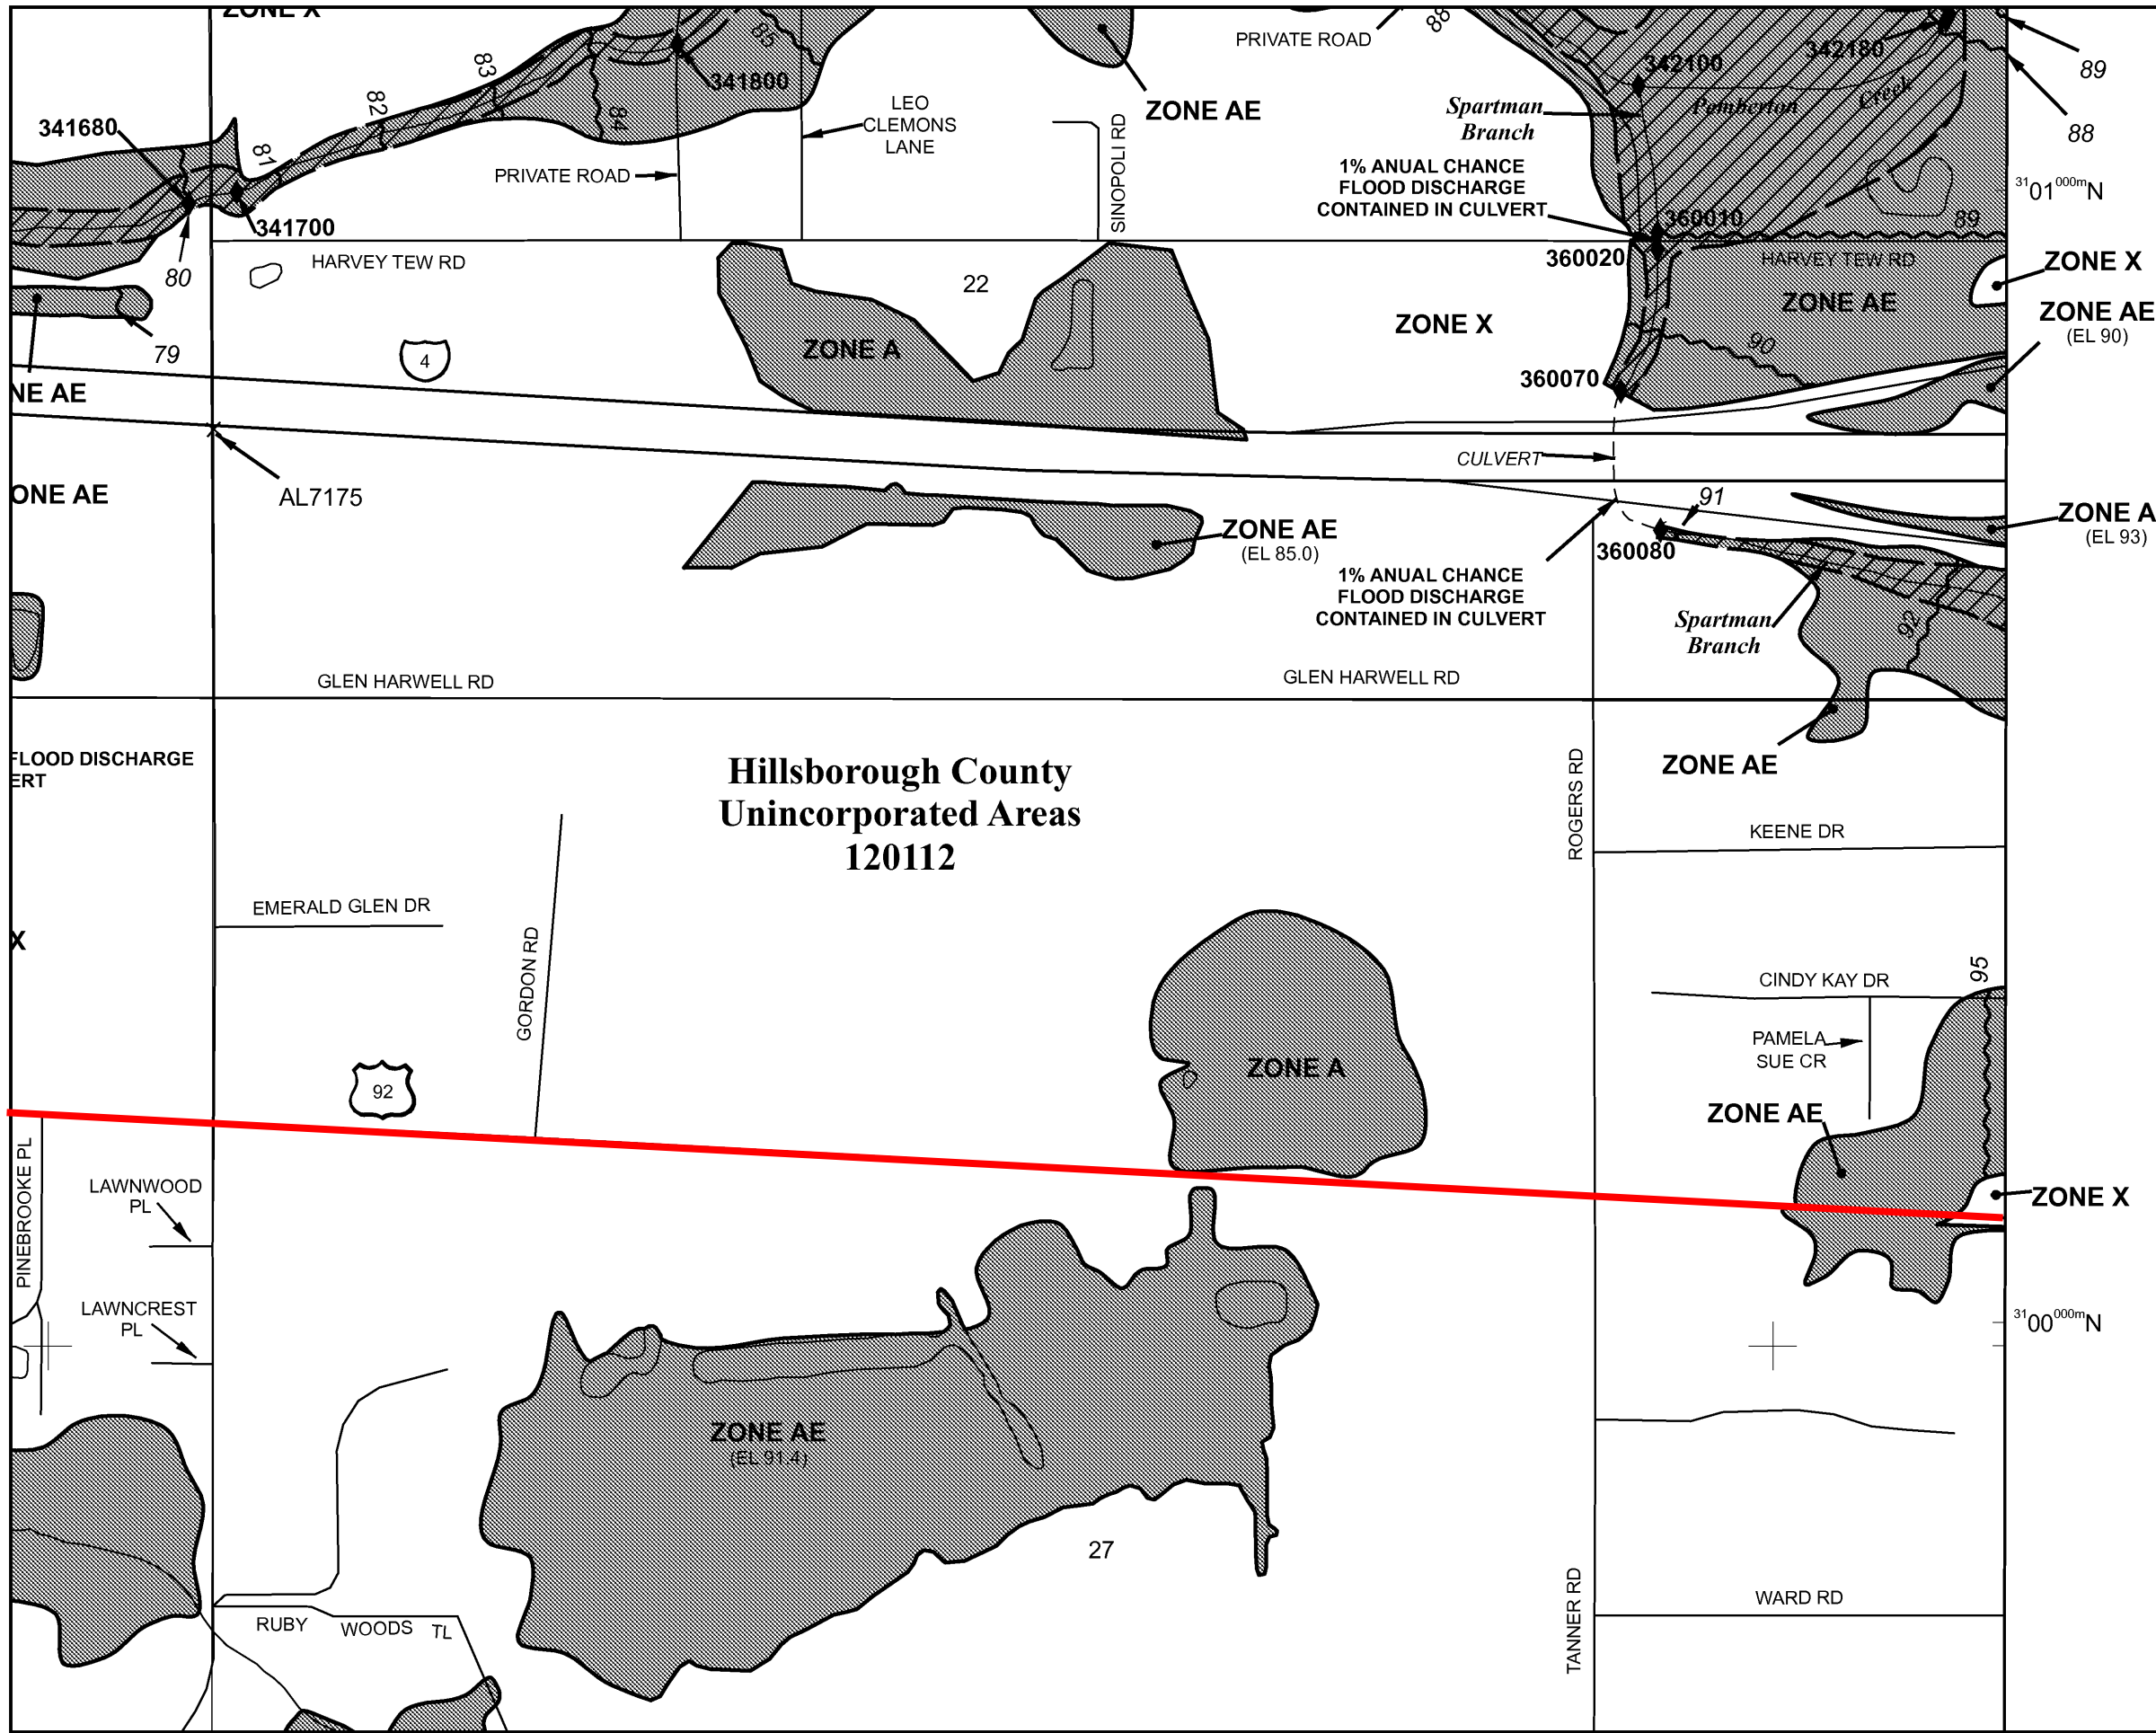 ZONE X
83
82
81
84
85
88
341680
341800
341700
80
79
LEO
CLEMONS
LANE
PRIVATE ROAD
SINOPOLI RD
ZONE AE
PRIVATE ROAD
342100
342180
Spartman
Branch
Pemberton Creek
89
88
1% ANUAL CHANCE
FLOOD DISCHARGE
CONTAINED IN CULVERT
360010
89
3101000mN
360020
HARVEY TEW RD
HARVEY TEW RD
ZONE X
22
ZONE AE
ZONE AE
(EL 90)
ZONE X
ZONE A
4
90
360070
NE AE
CULVERT
ONE AE
AL7175
91
ZONE AE
(EL 85.0)
ZONE A
(EL 93)
360080
1% ANUAL CHANCE
FLOOD DISCHARGE
CONTAINED IN CULVERT
Spartman
Branch
92
GLEN HARWELL RD
GLEN HARWELL RD
FLOOD DISCHARGE
ERT
ZONE AE
Hillsborough County
Unincorporated Areas
120112
ROGERS RD
KEENE DR
EMERALD GLEN DR
X
GORDON RD
95
CINDY KAY DR
PAMELA
SUE CR
ZONE A
92
ZONE AE
PINEBROOKE PL
LAWNWOOD
PL
ZONE X
LAWNCREST
PL
3100000mN
ZONE AE
(EL 91.4)
27
TANNER RD
WARD RD
RUBY WOODS TL